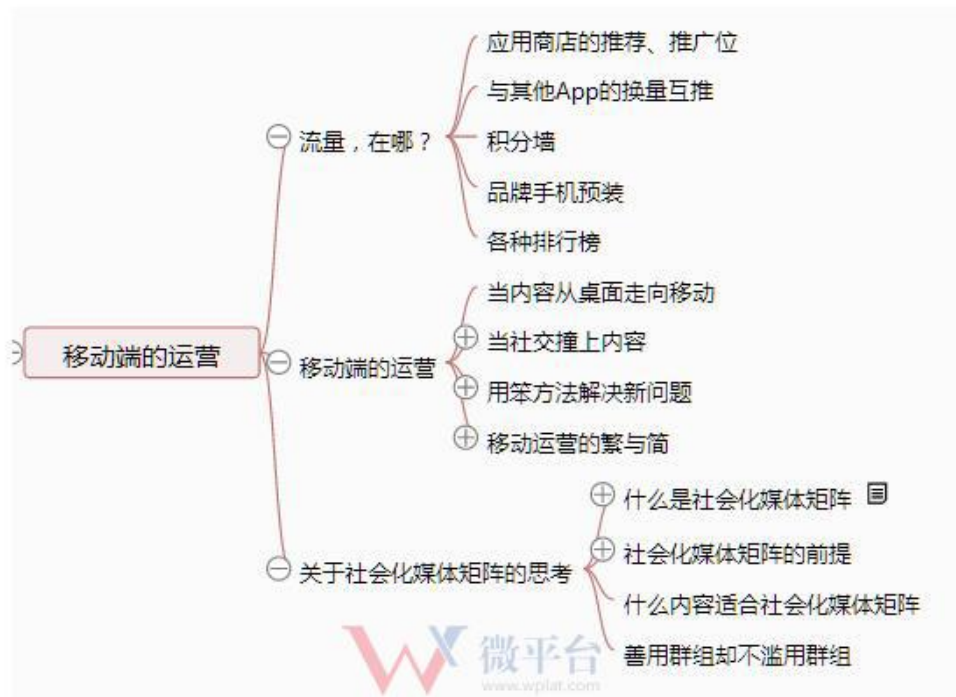 移动端的运营
流量，在哪？
应用商店的推荐、推广位
与其他App的换量互推
积分墙
品牌手机预装
各种排行榜
移动端的运营
当内容从桌面走向移动
当社交撞上内容
用笨方法解决新问题
移动运营的繁与简
关于社会化媒体矩阵的思考
什么是社会化媒体矩阵
社会化媒体矩阵的前提
什么内容适合社会化媒体矩阵
善用群组却不滥用群组
微平台
www.wplat.com